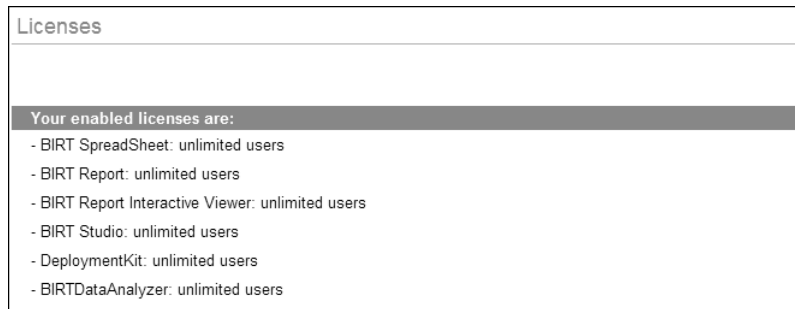 Licenses
Your enabled licenses are:
- BIRT SpreadSheet: unlimited users
- BIRT Report: unlimited users
- BIRT Report Interactive Viewer: unlimited users
- BIRT Studio: unlimited users
- DeploymentKit: unlimited users
- BIRTDataAnalyzer: unlimited users